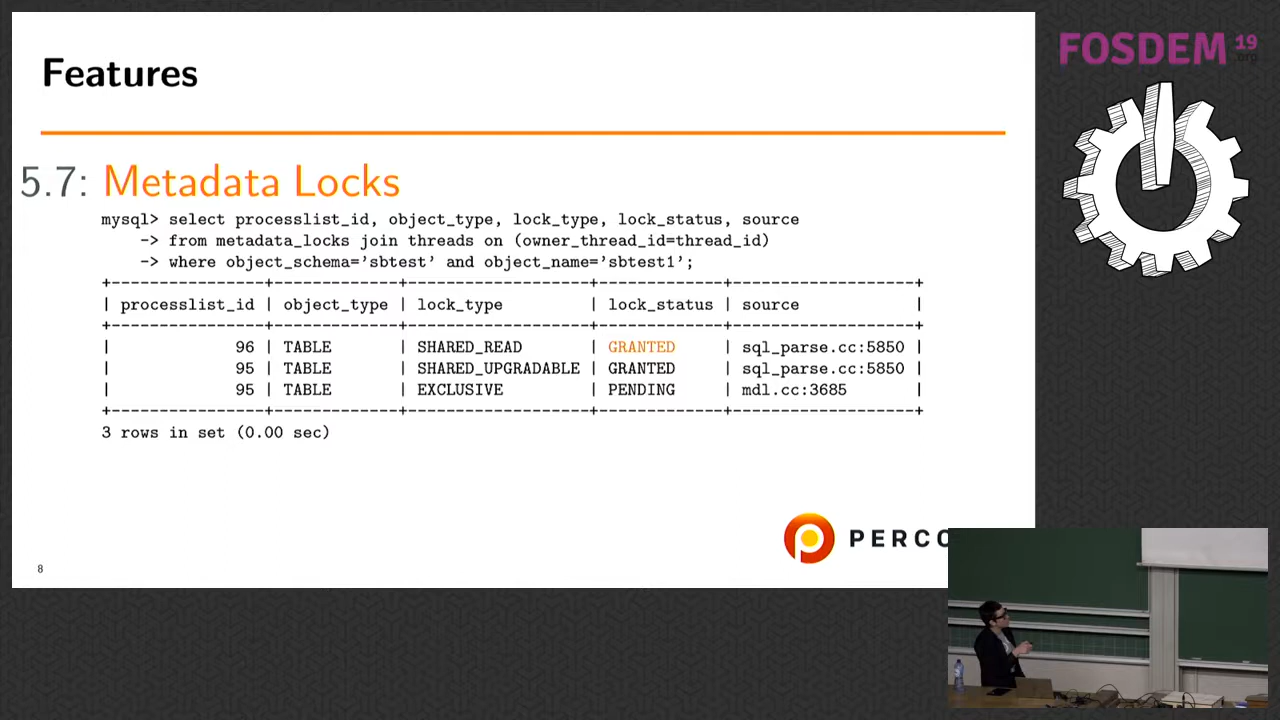 Features
5.7: Metadata Locks
mysql> select processlist_id, object_type, lock_type, lock_status, source
-> from metadata_locks join threads on (owner_thread_id=thread_id)
-> where object_schema='sbtest' and object_name='sbtest1';
+----------------+-------------+--------------------+-------------+-------------------+
| processlist_id | object_type | lock_type | lock_status | source |
+----------------+-------------+--------------------+-------------+-------------------+
| 96 | TABLE | SHARED_READ | GRANTED | sql_parse.cc:5850 |
| 95 | TABLE | SHARED_UPGRADABLE | GRANTED | sql_parse.cc:5850 |
| 95 | TABLE | EXCLUSIVE | PENDING | mdl.cc:3685 |
+----------------+-------------+--------------------+-------------+-------------------+
3 rows in set (0.00 sec)
PERCO
8
FOSDEM 19
.org